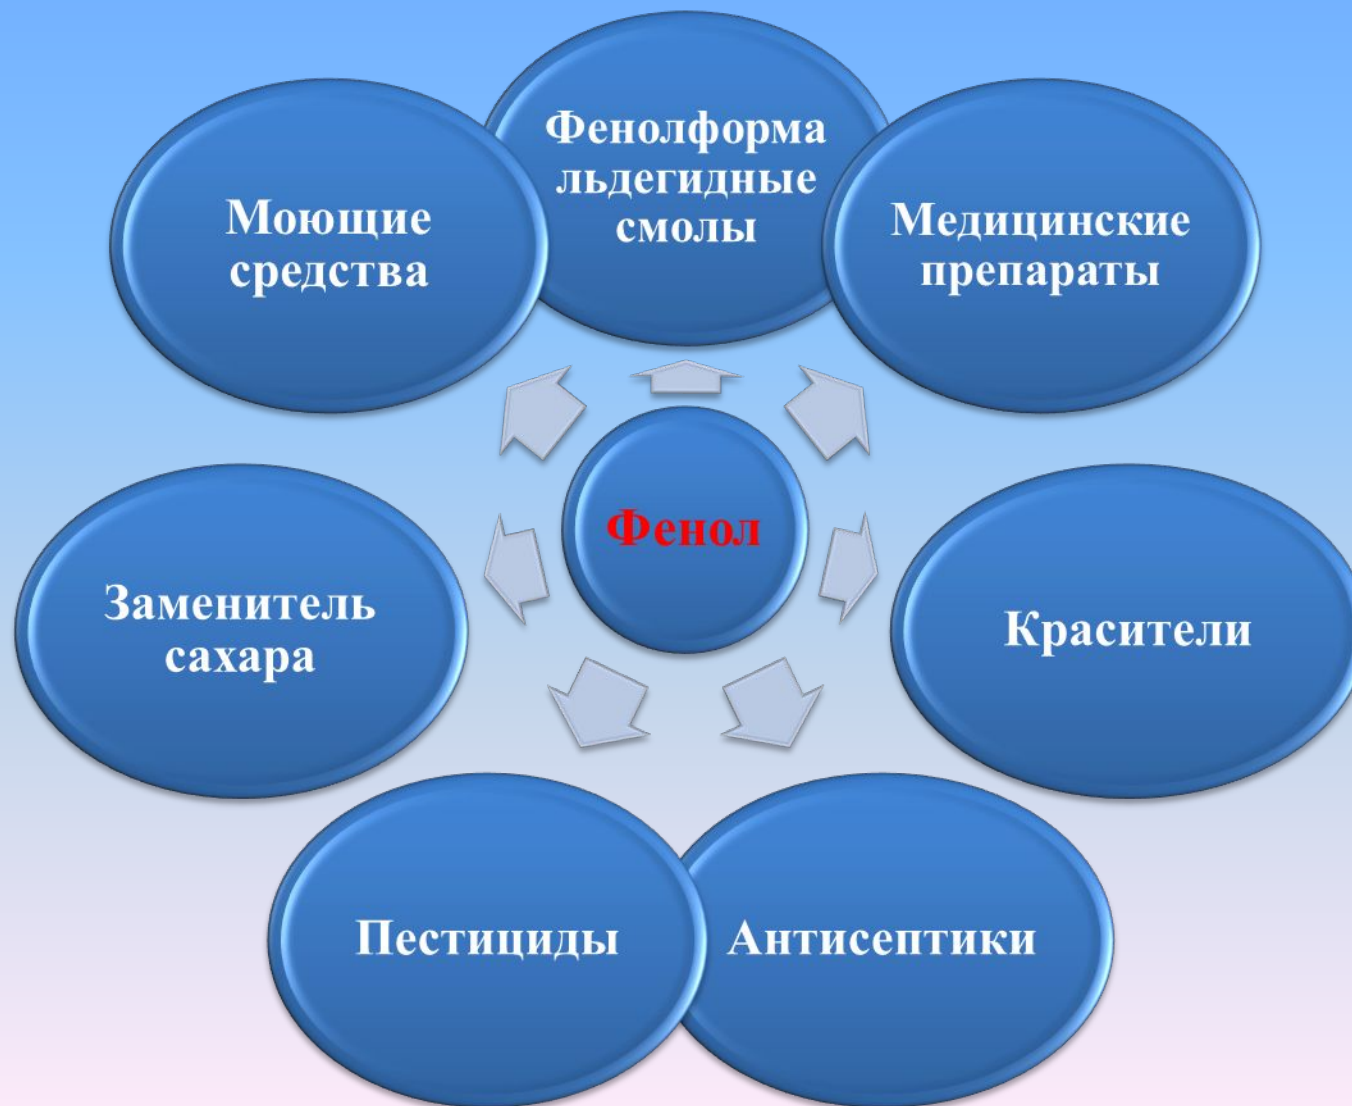 Фенолформа
льдегидные
смолы
Моющие
средства
Медицинские
препараты
Фенол
Заменитель
сахара
Красители
Пестициды
Антисептики